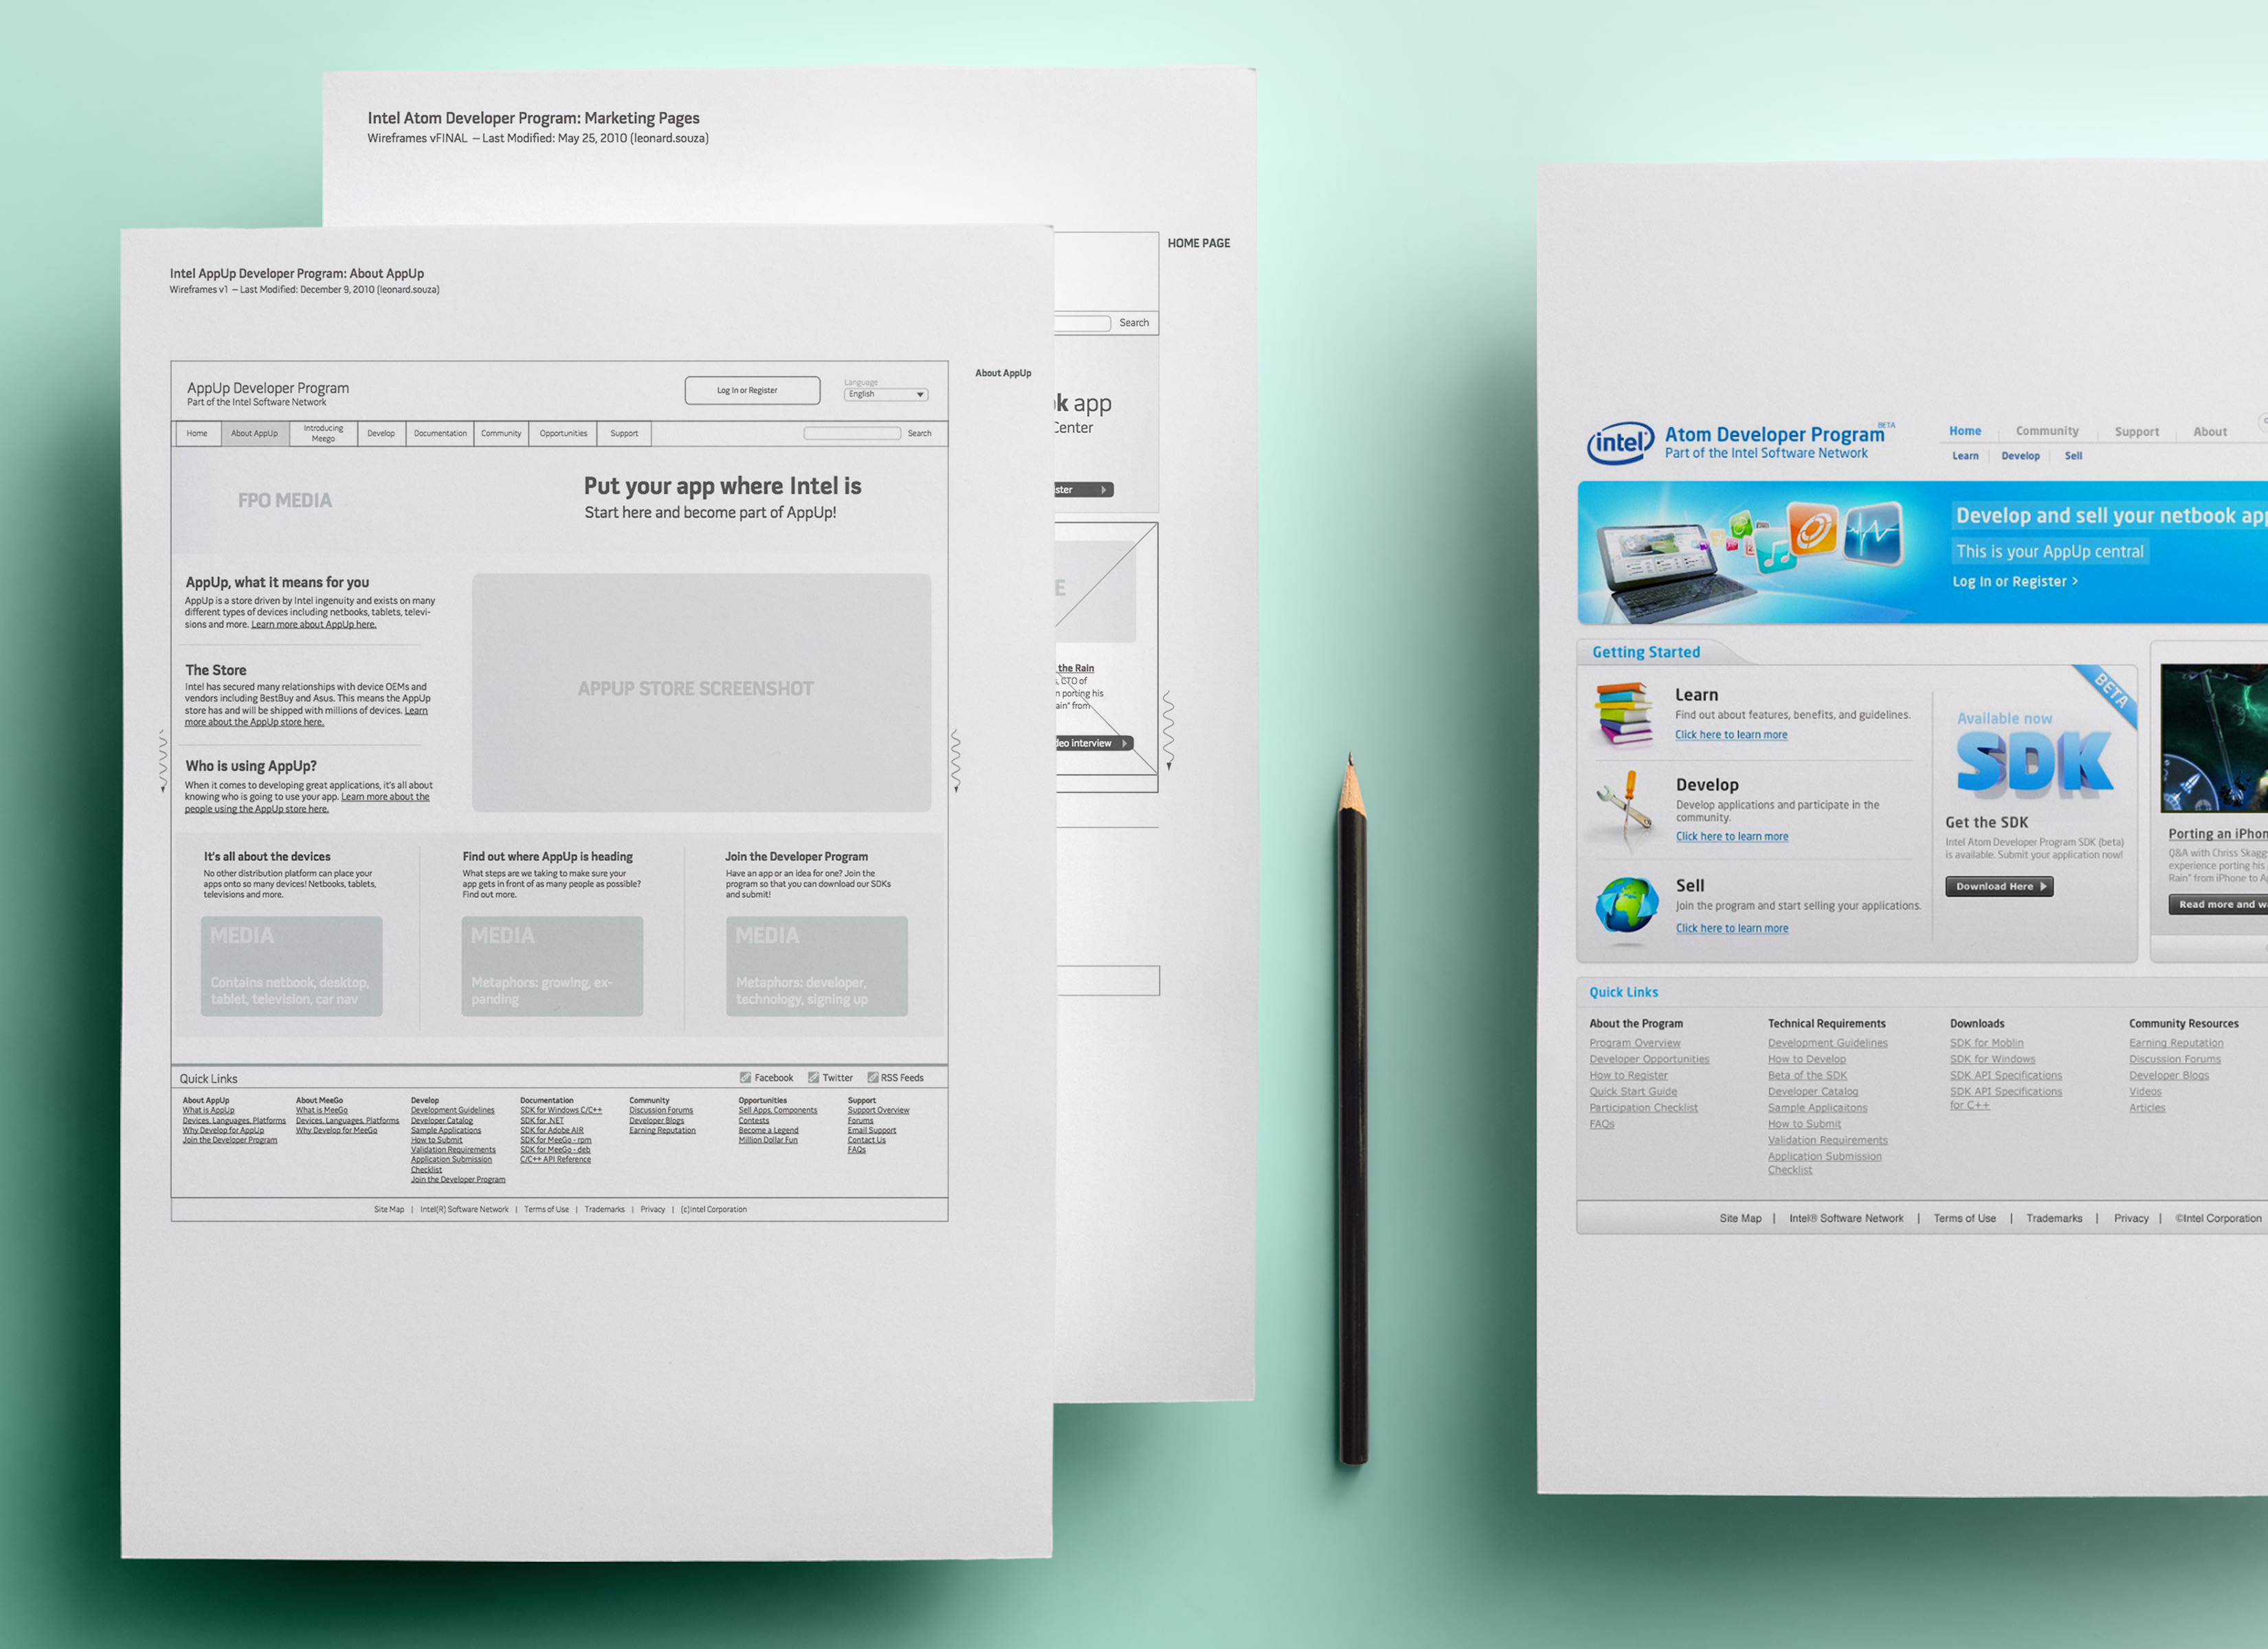 Intel Atom Developer Program: Marketing Pages
Wireframes vFINAL – Last Modified: May 25, 2010 (leonard.souza)
HOME PAGE
Search
k app
Center
ster
E
the Rain
, CTO of
n porting his
ain" from
deo interview
Intel AppUp Developer Program: About AppUp
Wireframes v1 – Last Modified: December 9, 2010 (leonard.souza)
About AppUp
AppUp Developer Program
Part of the Intel Software Network
Log In or Register
Language
English
Home
About AppUp
Introducing
Meego
Develop
Documentation
Community
Opportunities
Support
Search
FPO MEDIA
Put your app where Intel is
Start here and become part of AppUp!
AppUp, what it means for you
AppUp is a store driven by Intel ingenuity and exists on many
different types of devices including netbooks, tablets, televi-
sions and more. Learn more about AppUp here.
The Store
Intel has secured many relationships with device OEMs and
vendors including BestBuy and Asus. This means the AppUp
store has and will be shipped with millions of devices. Learn
more about the AppUp store here.
Who is using AppUp?
When it comes to developing great applications, it's all about
knowing who is going to use your app. Learn more about the
people using the AppUp store here.
APPUP STORE SCREENSHOT
It's all about the devices
No other distribution platform can place your
apps onto so many devices! Netbooks, tablets,
televisions and more.
MEDIA
Contains netbook, desktop,
tablet, television, car nav
Find out where AppUp is heading
What steps are we taking to make sure your
app gets in front of as many people as possible?
Find out more.
MEDIA
Metaphors: growing, ex-
panding
Join the Developer Program
Have an app or an idea for one? Join the
program so that you can download our SDKs
and submit!
MEDIA
Metaphors: developer,
technology, signing up
Quick Links
Facebook
Twitter
RSS Feeds
About AppUp
What is AppUp
Devices, Languages, Platforms
Why Develop for AppUp
Join the Developer Program
About MeeGo
What is MeeGo
Devices, Languages, Platforms
Why Develop for MeeGo
Develop
Development Guidelines
Developer Catalog
Sample Applications
How to Submit
Validation Requirements
Application Submission
Checklist
Join the Developer Program
Documentation
SDK for Windows C/C++
SDK for .NET
SDK for Adobe AIR
SDK for MeeGo - rpm
SDK for MeeGo - deb
C/C++ API Reference
Community
Discussion Forums
Developer Blogs
Earning Reputation
Opportunities
Sell Apps, Components
Contests
Become a Legend
Million Dollar Fun
Support
Support Overview
Forums
Email Support
Contact Us
FAQs
Site Map | Intel(R) Software Network | Terms of Use | Trademarks | Privacy | (c)Intel Corporation
intel
Atom Developer Program BETA
Part of the Intel Software Network
Home
Community
Support
About
Learn
Develop
Sell
Develop and sell your netbook app
This is your AppUp central
Log In or Register >
Getting Started
Learn
Find out about features, benefits, and guidelines.
Click here to learn more
Develop
Develop applications and participate in the
community.
Click here to learn more
Sell
Join the program and start selling your applications.
Click here to learn more
BETA
Available now
SDK
Get the SDK
Intel Atom Developer Program SDK (beta)
is available. Submit your application now!
Download Here
Porting an iPhon
Q&A with Chriss Skagg
experience porting his
Rain" from iPhone to Ap
Read more and w
Quick Links
About the Program
Program Overview
Developer Opportunities
How to Register
Quick Start Guide
Participation Checklist
FAQs
Technical Requirements
Development Guidelines
How to Develop
Beta of the SDK
Developer Catalog
Sample Applicaitons
How to Submit
Validation Requirements
Application Submission
Checklist
Downloads
SDK for Moblin
SDK for Windows
SDK API Specifications
SDK API Specifications
for C++
Community Resources
Earning Reputation
Discussion Forums
Developer Blogs
Videos
Articles
Site Map | Intel® Software Network | Terms of Use | Trademarks | Privacy | ©Intel Corporation